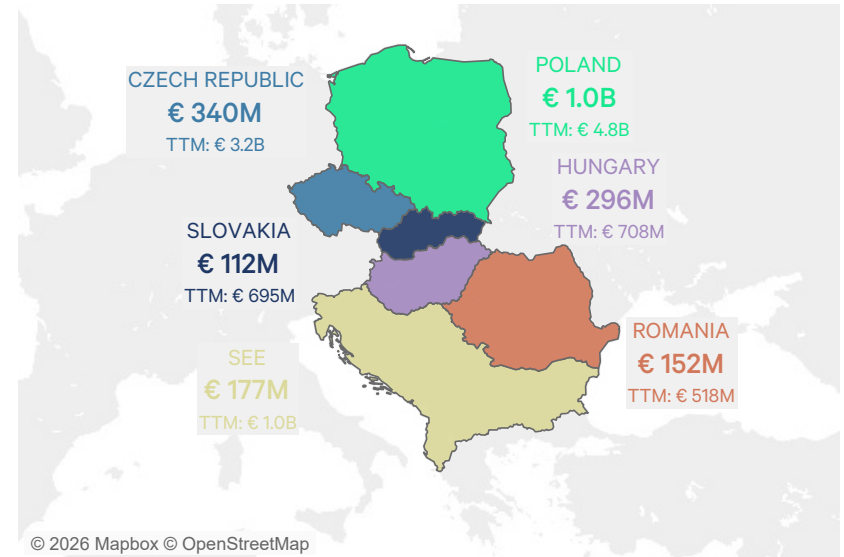 CZECH REPUBLIC
€ 340M
TTM: € 3.2B
POLAND
€ 1.0B
TTM: € 4.8B
HUNGARY
€ 296M
TTM: € 708M
SLOVAKIA
€ 112M
TTM: € 695M
ROMANIA
€ 152M
TTM: € 518M
SEE
€ 177M
TTM: € 1.0B
© 2026 Mapbox © OpenStreetMap